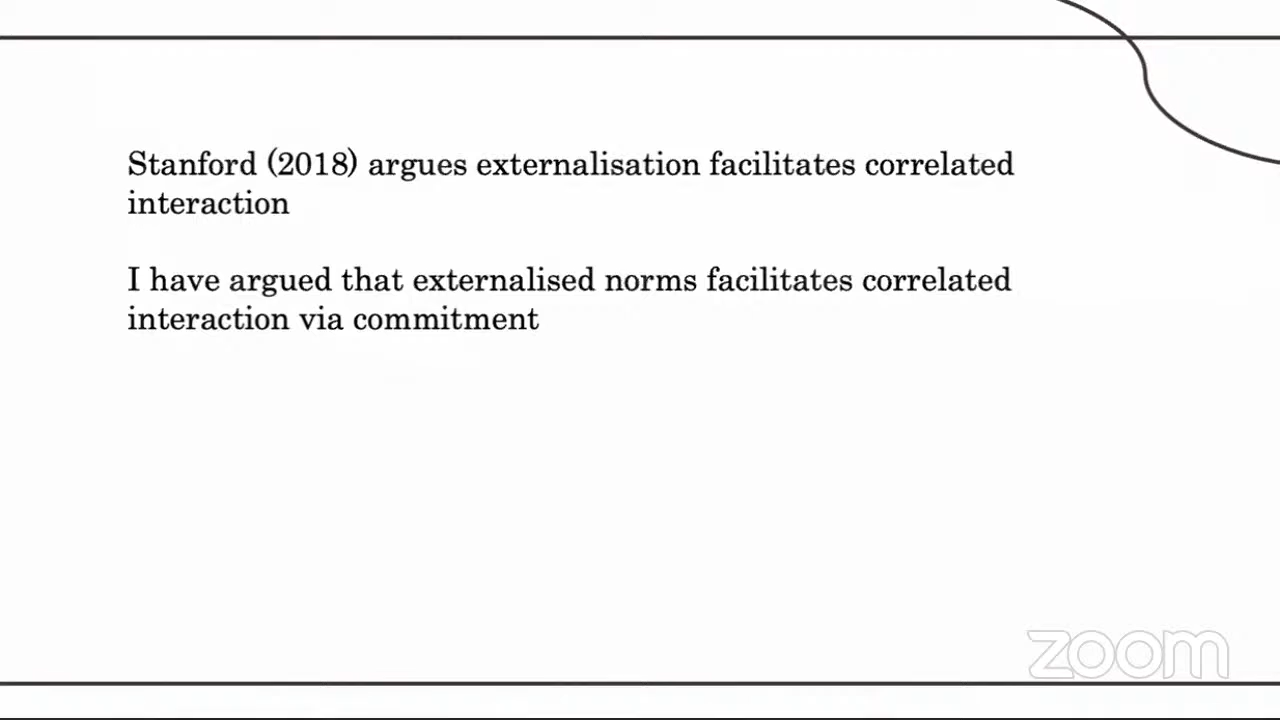 Stanford (2018) argues externalisation facilitates correlated
interaction
I have argued that externalised norms facilitates correlated
interaction via commitment
zoom